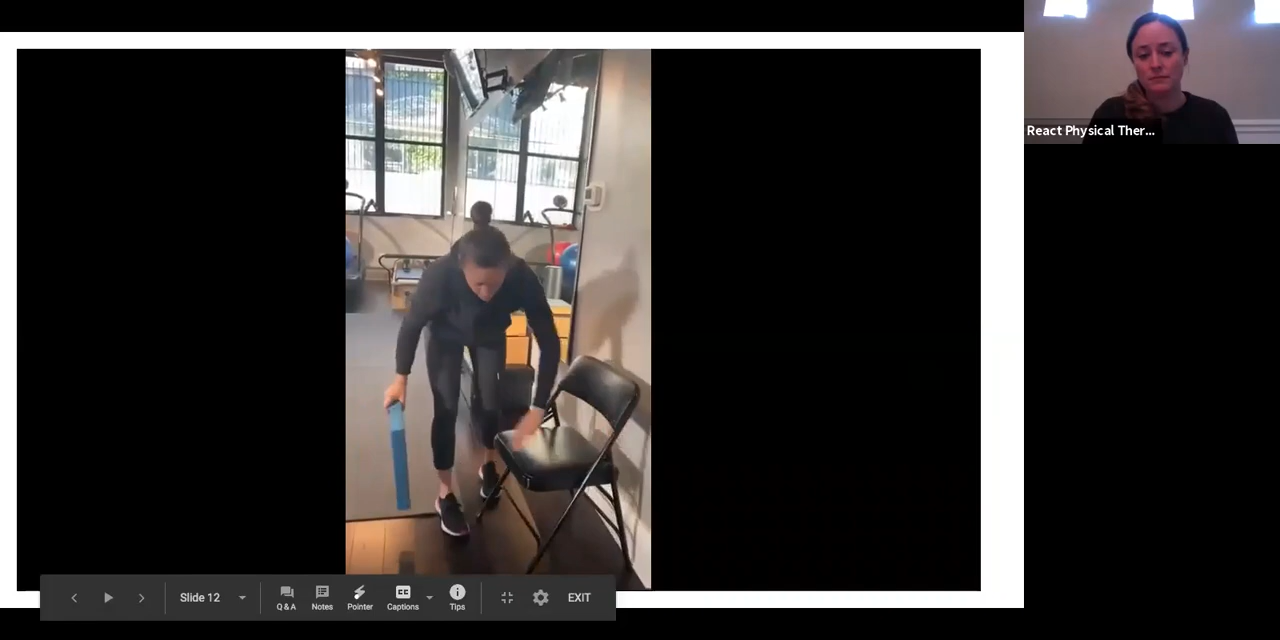 React Physical Ther...
Slide 12
Q & A
Notes
Pointer
CC
Captions
Tips
EXIT